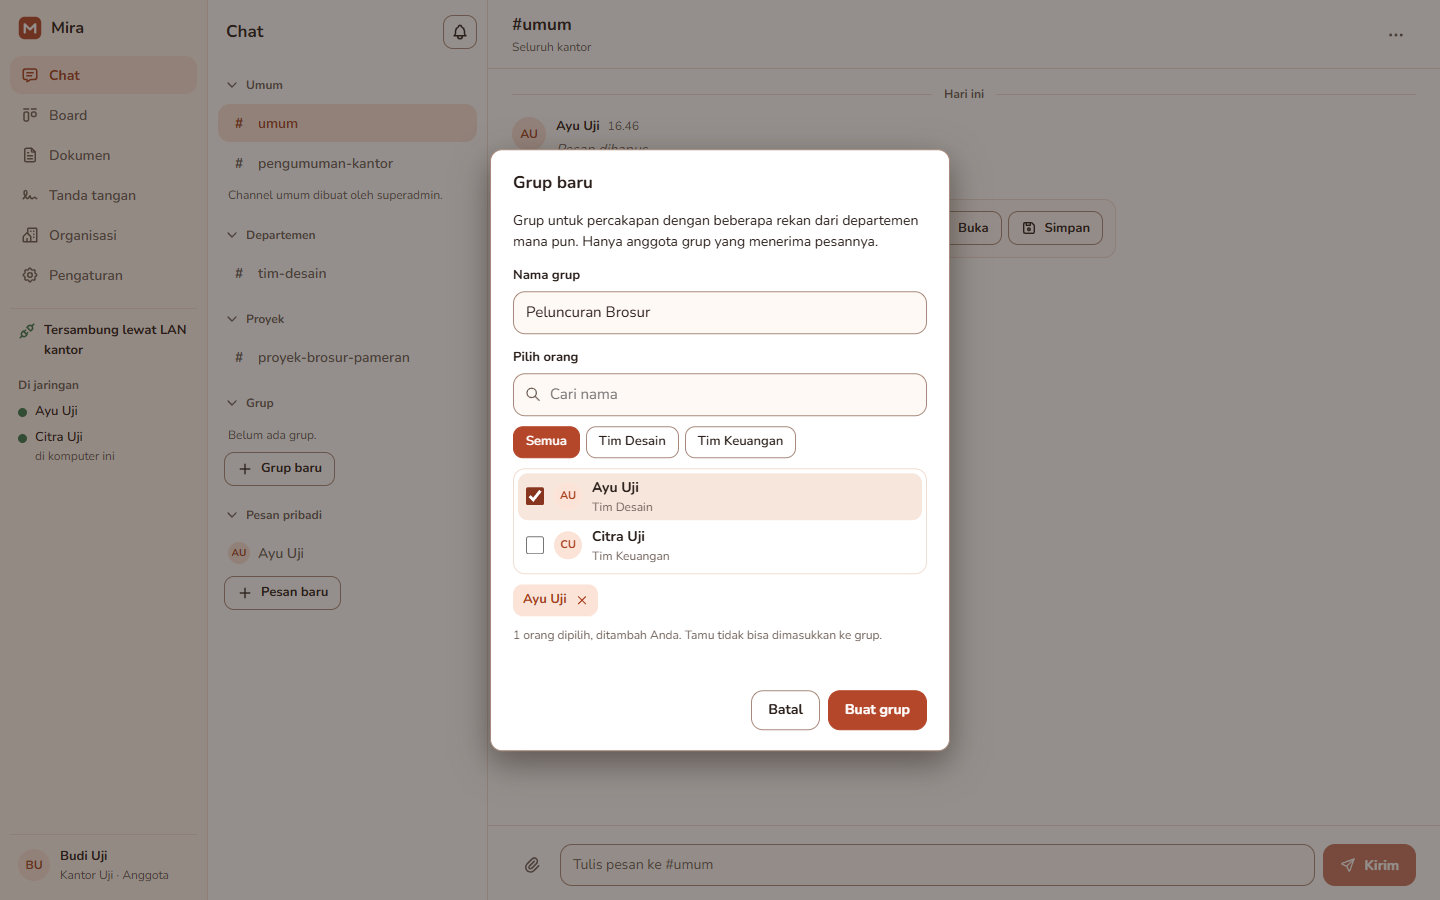 Mira
Chat
Board
Dokumen
Tanda tangan
Organisasi
Pengaturan
Tersambung lewat LAN
kantor
Di jaringan
Ayu Uji
Citra Uji
di komputer ini
BU
Budi Uji
Kantor Uji · Anggota
Chat
Umum
# umum
# pengumuman-kantor
Channel umum dibuat oleh superadmin.
Departemen
# tim-desain
Proyek
# proyek-brosur-pameran
Grup
Belum ada grup.
Grup baru
Pesan pribadi
AU Ayu Uji
Pesan baru
#umum
Seluruh kantor
Hari ini
AU
Ayu Uji 16.46
Pesan dihapus
Buka
Simpan
Grup baru
Grup untuk percakapan dengan beberapa rekan dari departemen
mana pun. Hanya anggota grup yang menerima pesannya.
Nama grup
Peluncuran Brosur
Pilih orang
Cari nama
Semua Tim Desain Tim Keuangan
AU
Ayu Uji
Tim Desain
CU
Citra Uji
Tim Keuangan
Ayu Uji
1 orang dipilih, ditambah Anda. Tamu tidak bisa dimasukkan ke grup.
Batal
Buat grup
Tulis pesan ke #umum
Kirim